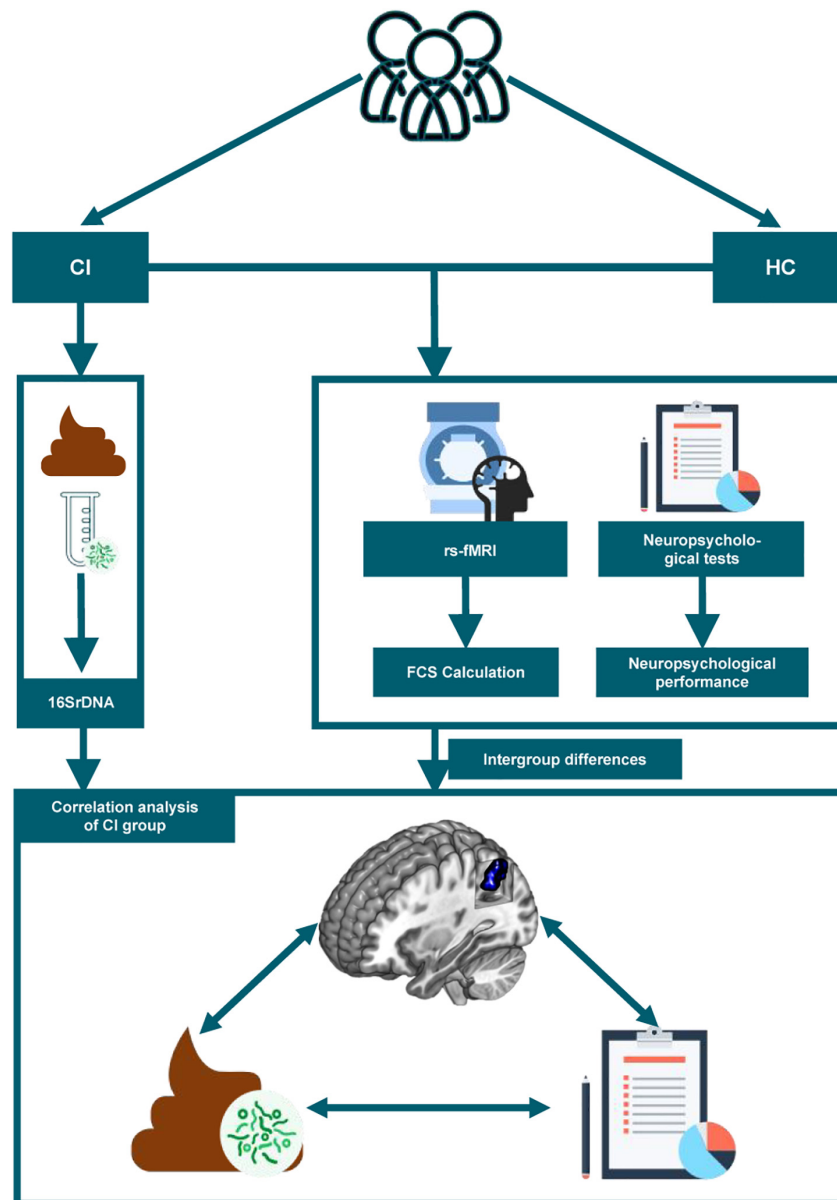 CI
HC
rs-fMRI
Neuropsycholo-
gical tests
FCS Calculation
Neuropsychological
performance
16SrDNA
Intergroup differences
Correlation analysis
of CI group